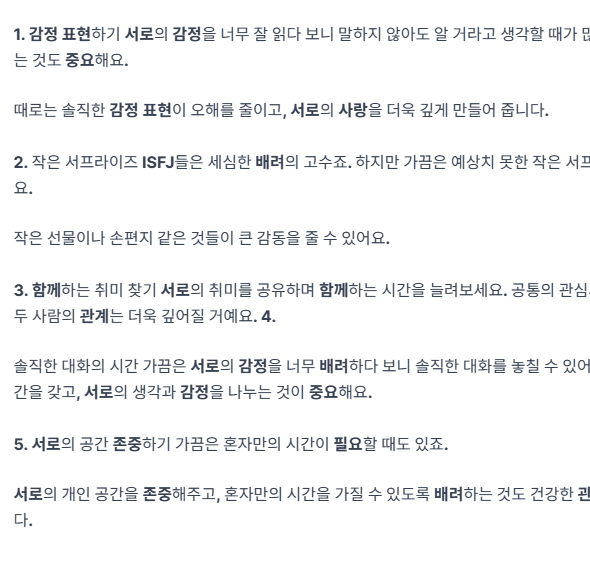 1. 감정 표현하기 서로의 감정을 너무 잘 읽다 보니 말하지 않아도 알 거라고 생각할 때가
는 것도 중요해요.
때로는 솔직한 감정 표현이 오해를 줄이고, 서로의 사랑을 더욱 깊게 만들어 줍니다.
2. 작은 서프라이즈 ISFJ들은 세심한 배려의 고수죠. 하지만 가끔은 예상치 못한 작은 서프
요.
작은 선물이나 손편지 같은 것들이 큰 감동을 줄 수 있어요.
3. 함께하는 취미 찾기 서로의 취미를 공유하며 함께하는 시간을 늘려보세요. 공통의 관심
두 사람의 관계는 더욱 깊어질 거예요. 4.
솔직한 대화의 시간 가끔은 서로의 감정을 너무 배려하다 보니 솔직한 대화를 놓칠 수 있어
간을 갖고, 서로의 생각과 감정을 나누는 것이 중요해요.
5. 서로의 공간 존중하기 가끔은 혼자만의 시간이 필요할 때도 있죠.
서로의 개인 공간을 존중해주고, 혼자만의 시간을 가질 수 있도록 배려하는 것도 건강한 관
다.